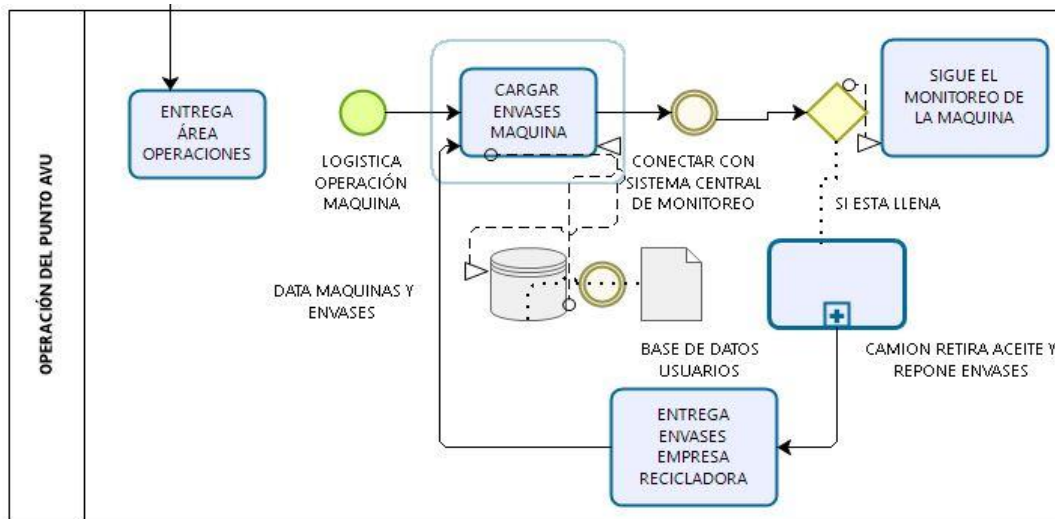 OPERACIÓN DEL PUNTO AVU
ENTREGA
ÁREA
OPERACIONES
LOGISTICA
OPERACIÓN
MAQUINA
CARGAR
ENVASES
MAQUINA
CONECTAR CON
SISTEMA CENTRAL
DE MONITOREO
SIGUE EL
MONITOREO DE
LA MAQUINA
SI ESTA LLENA
DATA MAQUINAS Y
ENVASES
BASE DE DATOS
USUARIOS
CAMION RETIRA ACEITE Y
REPONE ENVASES
ENTREGA
ENVASES
EMPRESA
RECICLADORA